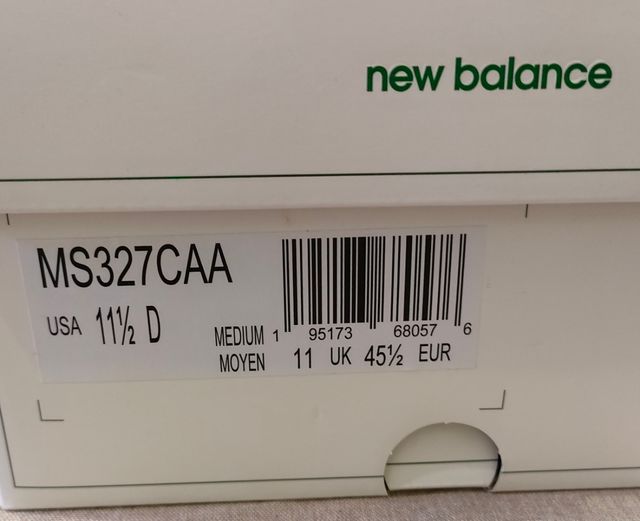 new balance
MS327CAA
USA 11½ D
MEDIUM 1 95173 68057 6
MOYEN 11 UK 45½ EUR